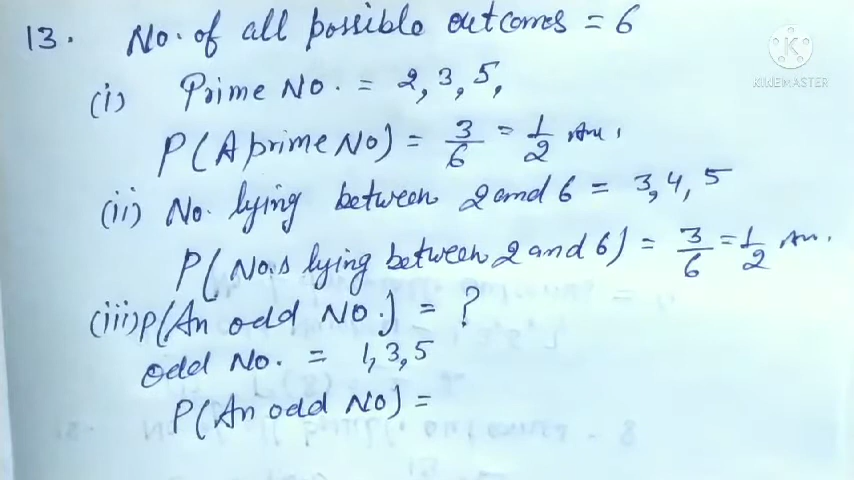 13. No. of all possible outcomes = 6
KINEMASTER
(i) Prime No. = 2, 3, 5,
P(A prime No) = 3/6 = 1/2 Ans.
(ii) No. lying between 2 and 6 = 3, 4, 5
P(No.s lying between 2 and 6) = 3/6 = 1/2 Ans.
(iii) P(An odd No.) = ?
odd No. = 1, 3, 5
P(An odd No) =